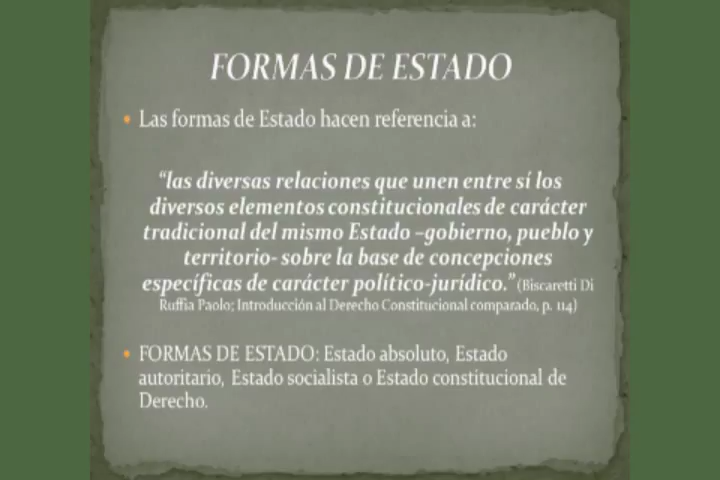 FORMAS DE ESTADO
• Las formas de Estado hacen referencia a:
“las diversas relaciones que unen entre sí los
diversos elementos constitucionales de carácter
tradicional del mismo Estado –gobierno, pueblo y
territorio- sobre la base de concepciones
específicas de carácter político-jurídico.” (Biscaretti Di
Ruffia Paolo; Introducción al Derecho Constitucional comparado, p. 114)
• FORMAS DE ESTADO: Estado absoluto, Estado
autoritario, Estado socialista o Estado constitucional de
Derecho.